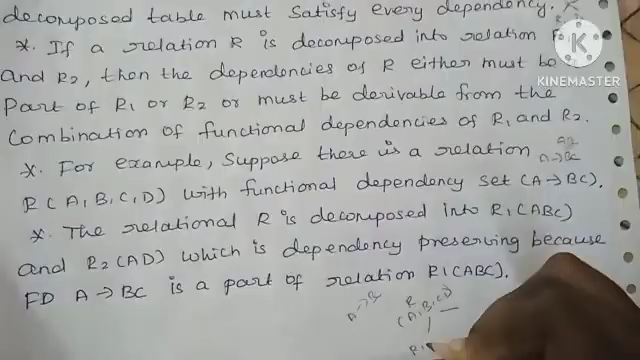 decomposed table must satisfy every dependency.
*. If a relation R is decomposed into relation
KINEMASTER
and R2, then the dependencies of R either must be
Part of R1 or R2 or must be derivable from the
Combination of functional dependencies of R1 and R2.
*. For example, suppose there is a relation
A→BC
R(A,B,C,D) with functional dependency set (A→BC).
*. The relational R is decomposed into R1(ABC)
and R2(AD) which is dependency preserving because
FD A→BC is a part of relation R1(ABC).
A→B
R
(A,B,C,D)
R1